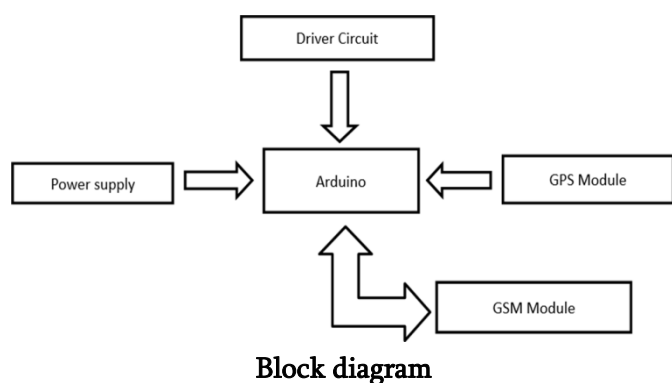 Driver Circuit
Power supply
Arduino
GPS Module
GSM Module
Block diagram